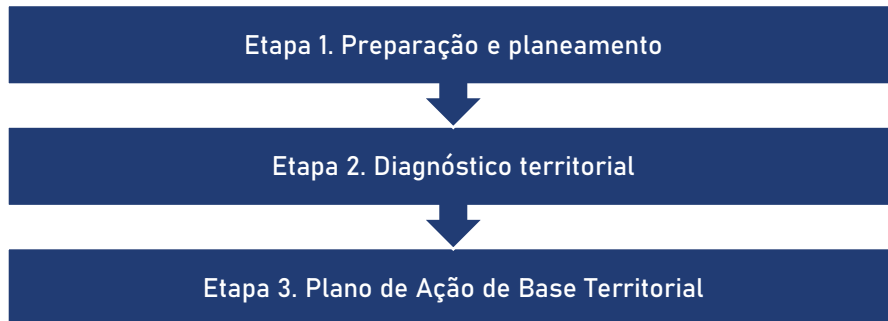 Etapa 1. Preparação e planeamento
Etapa 2. Diagnóstico territorial
Etapa 3. Plano de Ação de Base Territorial